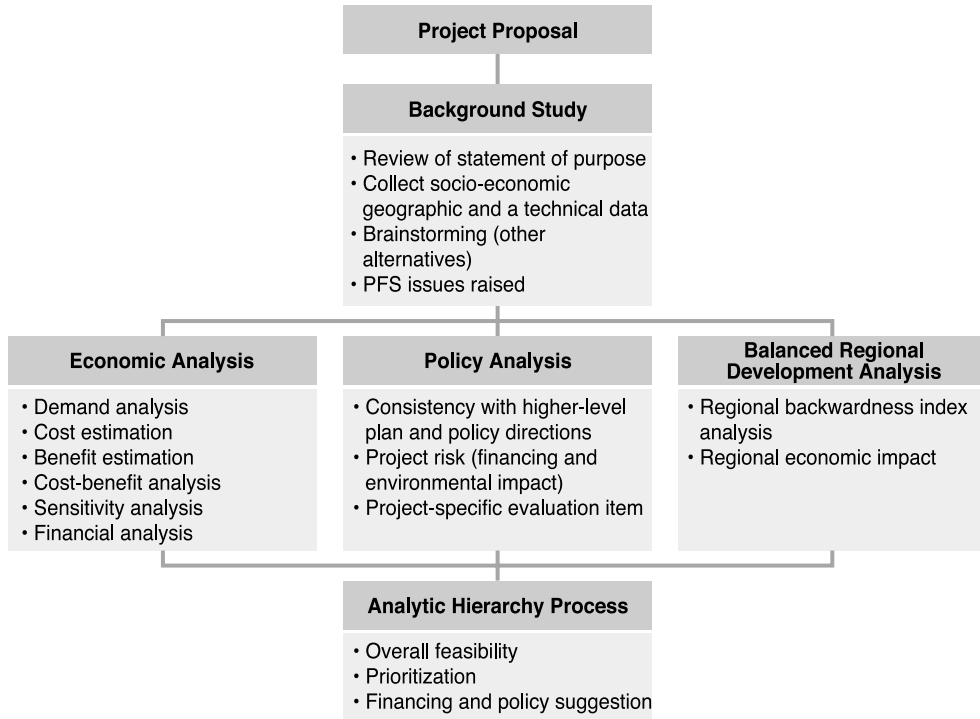 Project Proposal
Background Study
• Review of statement of purpose
• Collect socio-economic
geographic and a technical data
• Brainstorming (other
alternatives)
• PFS issues raised
Economic Analysis
• Demand analysis
• Cost estimation
• Benefit estimation
• Cost-benefit analysis
• Sensitivity analysis
• Financial analysis
Policy Analysis
• Consistency with higher-level
plan and policy directions
• Project risk (financing and
environmental impact)
• Project-specific evaluation item
Balanced Regional
Development Analysis
• Regional backwardness index
analysis
• Regional economic impact
Analytic Hierarchy Process
• Overall feasibility
• Prioritization
• Financing and policy suggestion